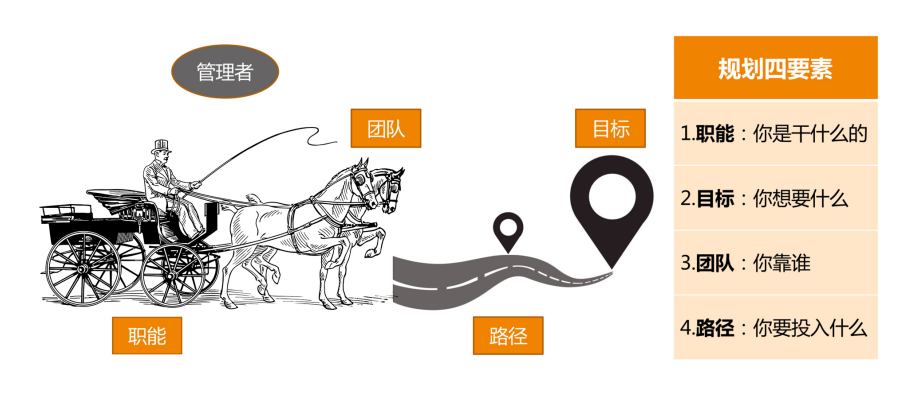 管理者
团队
目标
职能
路径
规划四要素
1.职能：你是干什么的
2.目标：你想要什么
3.团队：你靠谁
4.路径：你要投入什么